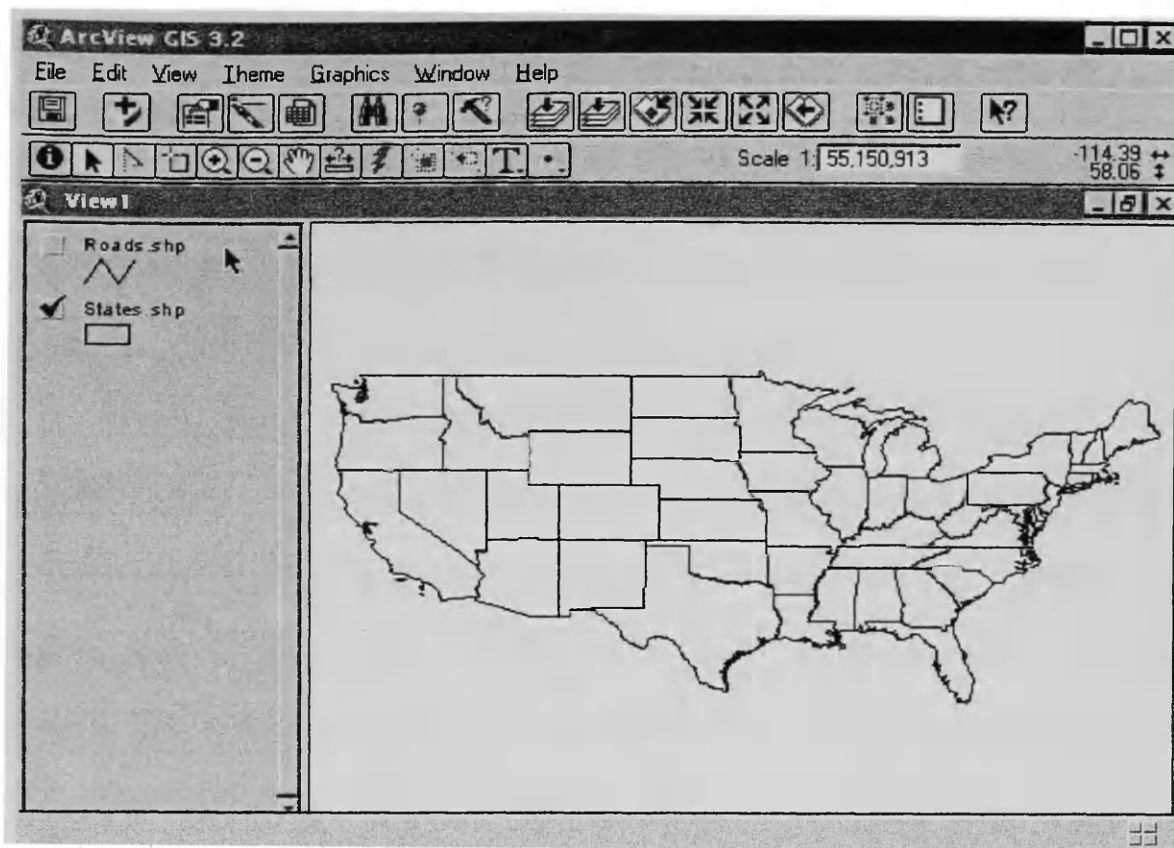 ArcView GIS 3.2
File Edit View Theme Graphics Window Help
Scale 1: 55,150,913
-114.39
58.06
View1
Roads.shp
States.shp